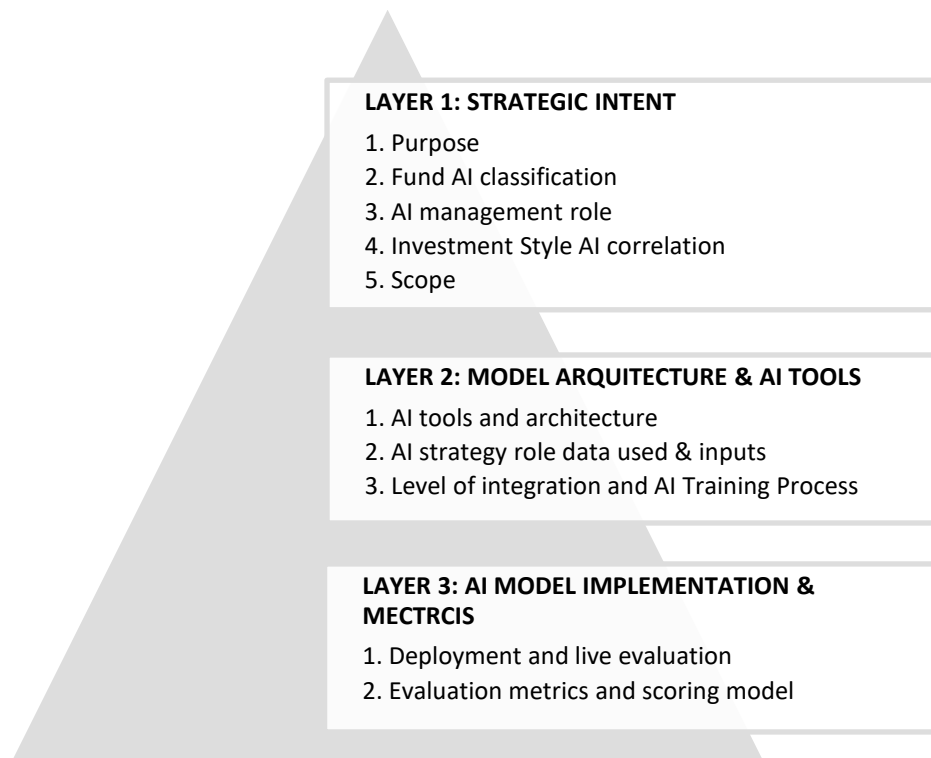 LAYER 1: STRATEGIC INTENT
1. Purpose
2. Fund AI classification
3. AI management role
4. Investment Style AI correlation
5. Scope
LAYER 2: MODEL ARQUITECTURE & AI TOOLS
1. AI tools and architecture
2. AI strategy role data used & inputs
3. Level of integration and AI Training Process
LAYER 3: AI MODEL IMPLEMENTATION &
MECTRCIS
1. Deployment and live evaluation
2. Evaluation metrics and scoring model